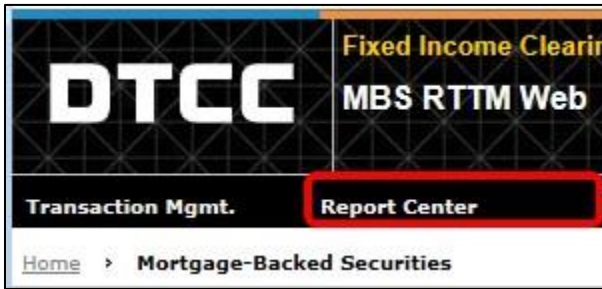 DTCC
Fixed Income Clearin
MBS RTTM Web
Transaction Mgmt. Report Center
Home › Mortgage-Backed Securities